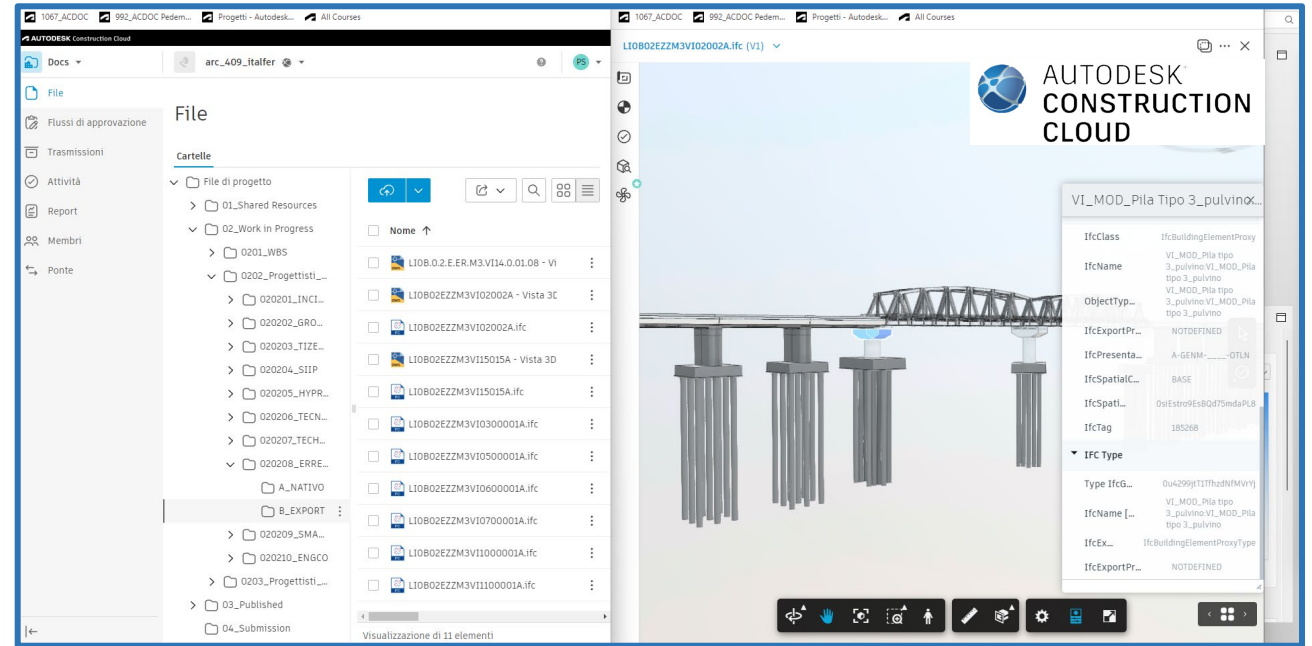 1067_ACDOC 992_ACDOC Pedem... Progetti - Autodesk... All Courses
AUTODESK Construction Cloud
Docs
arc_409_italfer
PS
File
Flussi di approvazione
Trasmissioni
Attività
Report
Membri
Ponte
File
Cartelle
File di progetto
01_Shared Resources
02_Work in Progress
0201_WBS
0202_Progettisti_...
020201_INCI...
020202_GRO...
020203_TIZE...
020204_SIIP
020205_HYPR...
020206_TECN...
020207_TECH...
020208_ERRE...
A_NATIVO
B_EXPORT
020209_SMA...
020210_ENGCO
0203_Progettisti_...
03_Published
04_Submission
Nome
LI0B.0.2.E.ER.M3.VI14.0.01.08 - Vi
LI0B02EZZM3VI02002A - Vista 3D
LI0B02EZZM3VI02002A.ifc
LI0B02EZZM3VI15015A - Vista 3D
LI0B02EZZM3VI15015A.ifc
LI0B02EZZM3VI0300001A.ifc
LI0B02EZZM3VI0500001A.ifc
LI0B02EZZM3VI0600001A.ifc
LI0B02EZZM3VI0700001A.ifc
LI0B02EZZM3VI1000001A.ifc
LI0B02EZZM3VI1100001A.ifc
Visualizzazione di 11 elementi
1067_ACDOC 992_ACDOC Pedem... Progetti - Autodesk... All Courses
LI0B02EZZM3VI02002A.ifc (V1)
AUTODESK
CONSTRUCTION
CLOUD
VI_MOD_Pila Tipo 3_pulvino...
IfcClass IfcBuildingElementProxy
IfcName VI_MOD_Pila tipo
3_pulvino:VI_MOD_Pila
tipo 3_pulvino
ObjectTyp... VI_MOD_Pila tipo
3_pulvino:VI_MOD_Pila
tipo 3_pulvino
IfcExportPr... NOTDEFINED
IfcPresenta... A-GENM-____-OTLN
IfcSpatialC... BASE
IfcSpati... 0siEstro9EsBQd75mdaPL8
IfcTag 185268
IFC Type
Type IfcG... 0u4299jtT1TfhzdNfMVrYj
IfcName [... VI_MOD_Pila tipo
3_pulvino:VI_MOD_Pila
tipo 3_pulvino
IfcEx... IfcBuildingElementProxyType
IfcExportPr... NOTDEFINED